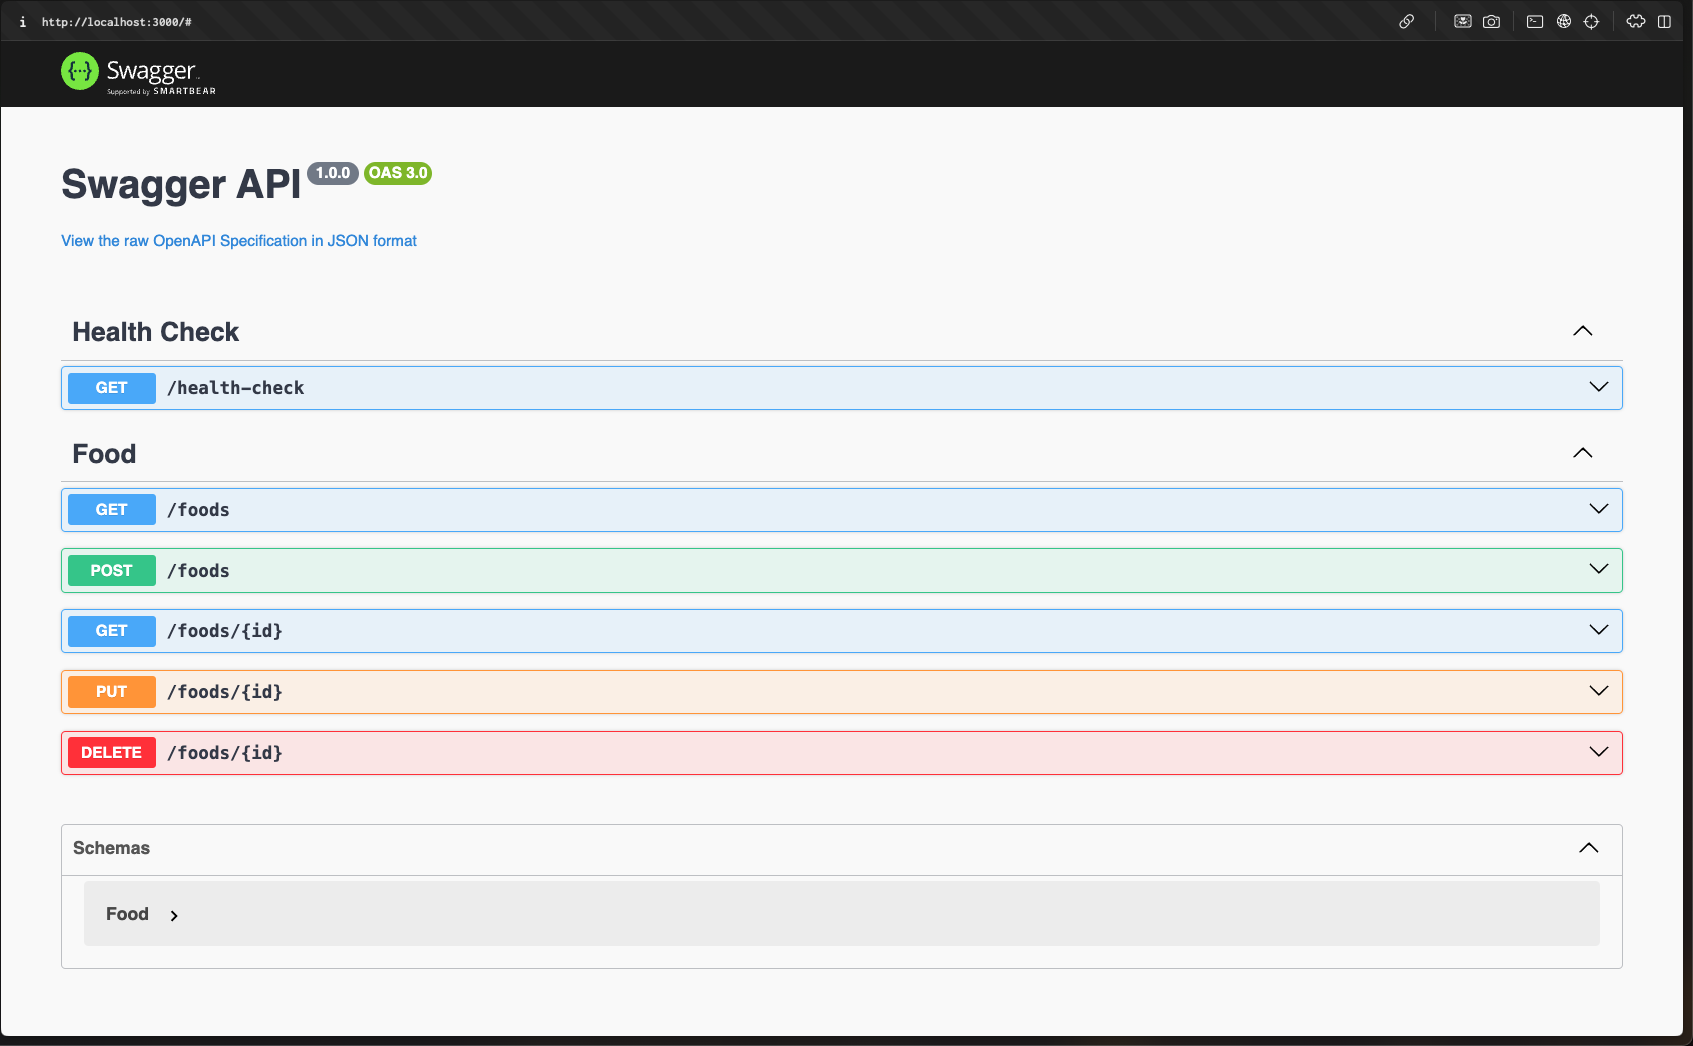 i http://localhost:3000/#
Swagger
Supported by SMARTBEAR
Swagger API 1.0.0 OAS 3.0
View the raw OpenAPI Specification in JSON format
Health Check
GET /health-check
Food
GET /foods
POST /foods
GET /foods/{id}
PUT /foods/{id}
DELETE /foods/{id}
Schemas
Food